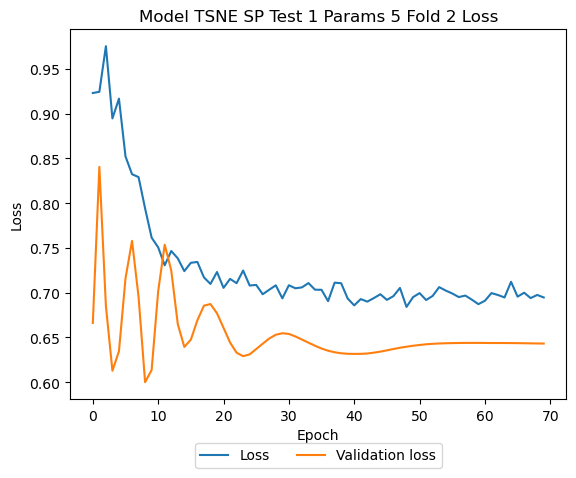 Model TSNE SP Test 1 Params 5 Fold 2 Loss
0.95
0.90
0.85
0.80
0.75
0.70
0.65
0.60
Loss
0 10 20 30 40 50 60 70
Epoch
Loss Validation loss